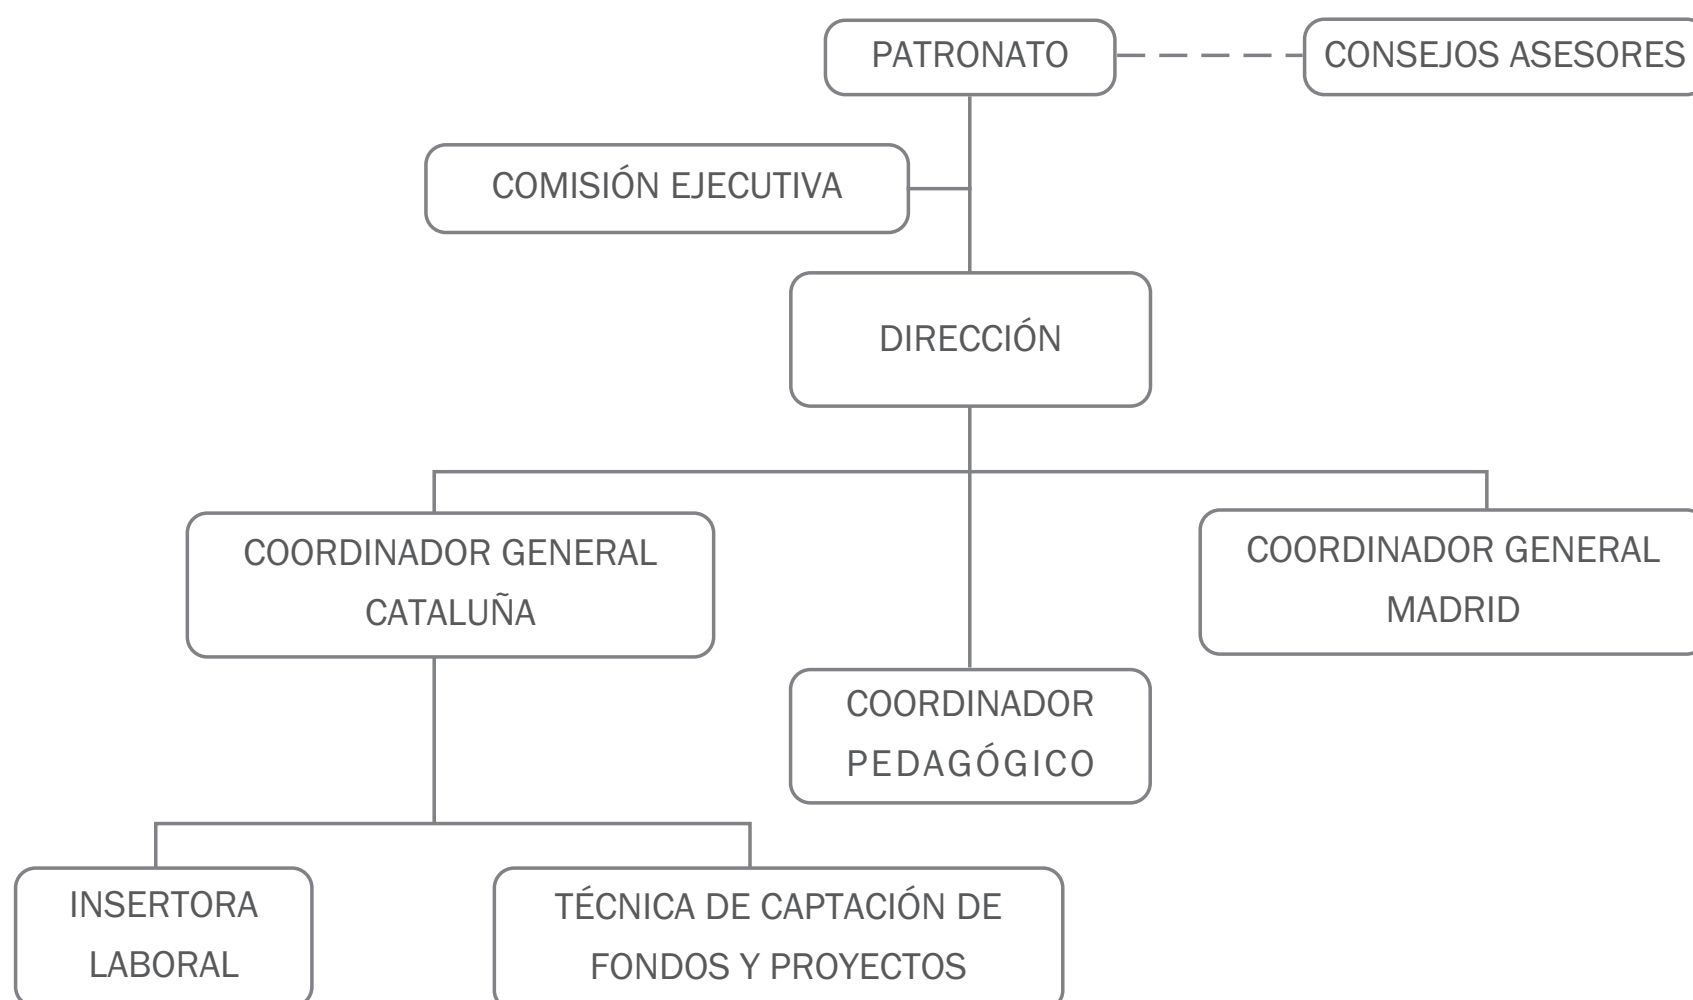 PATRONATO
CONSEJOS ASESORES
COMISIÓN EJECUTIVA
DIRECCIÓN
COORDINADOR GENERAL
CATALUÑA
COORDINADOR GENERAL
MADRID
COORDINADOR
PEDAGÓGICO
INSERTORA
LABORAL
TÉCNICA DE CAPTACIÓN DE
FONDOS Y PROYECTOS